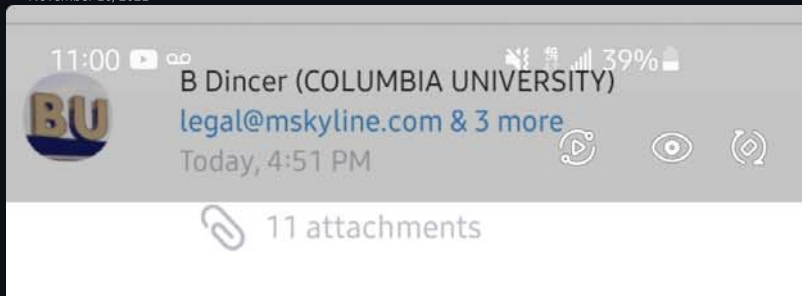 11:00 39%
BU
B Dincer (COLUMBIA UNIVERSITY)
legal@mskyline.com & 3 more
Today, 4:51 PM
11 attachments